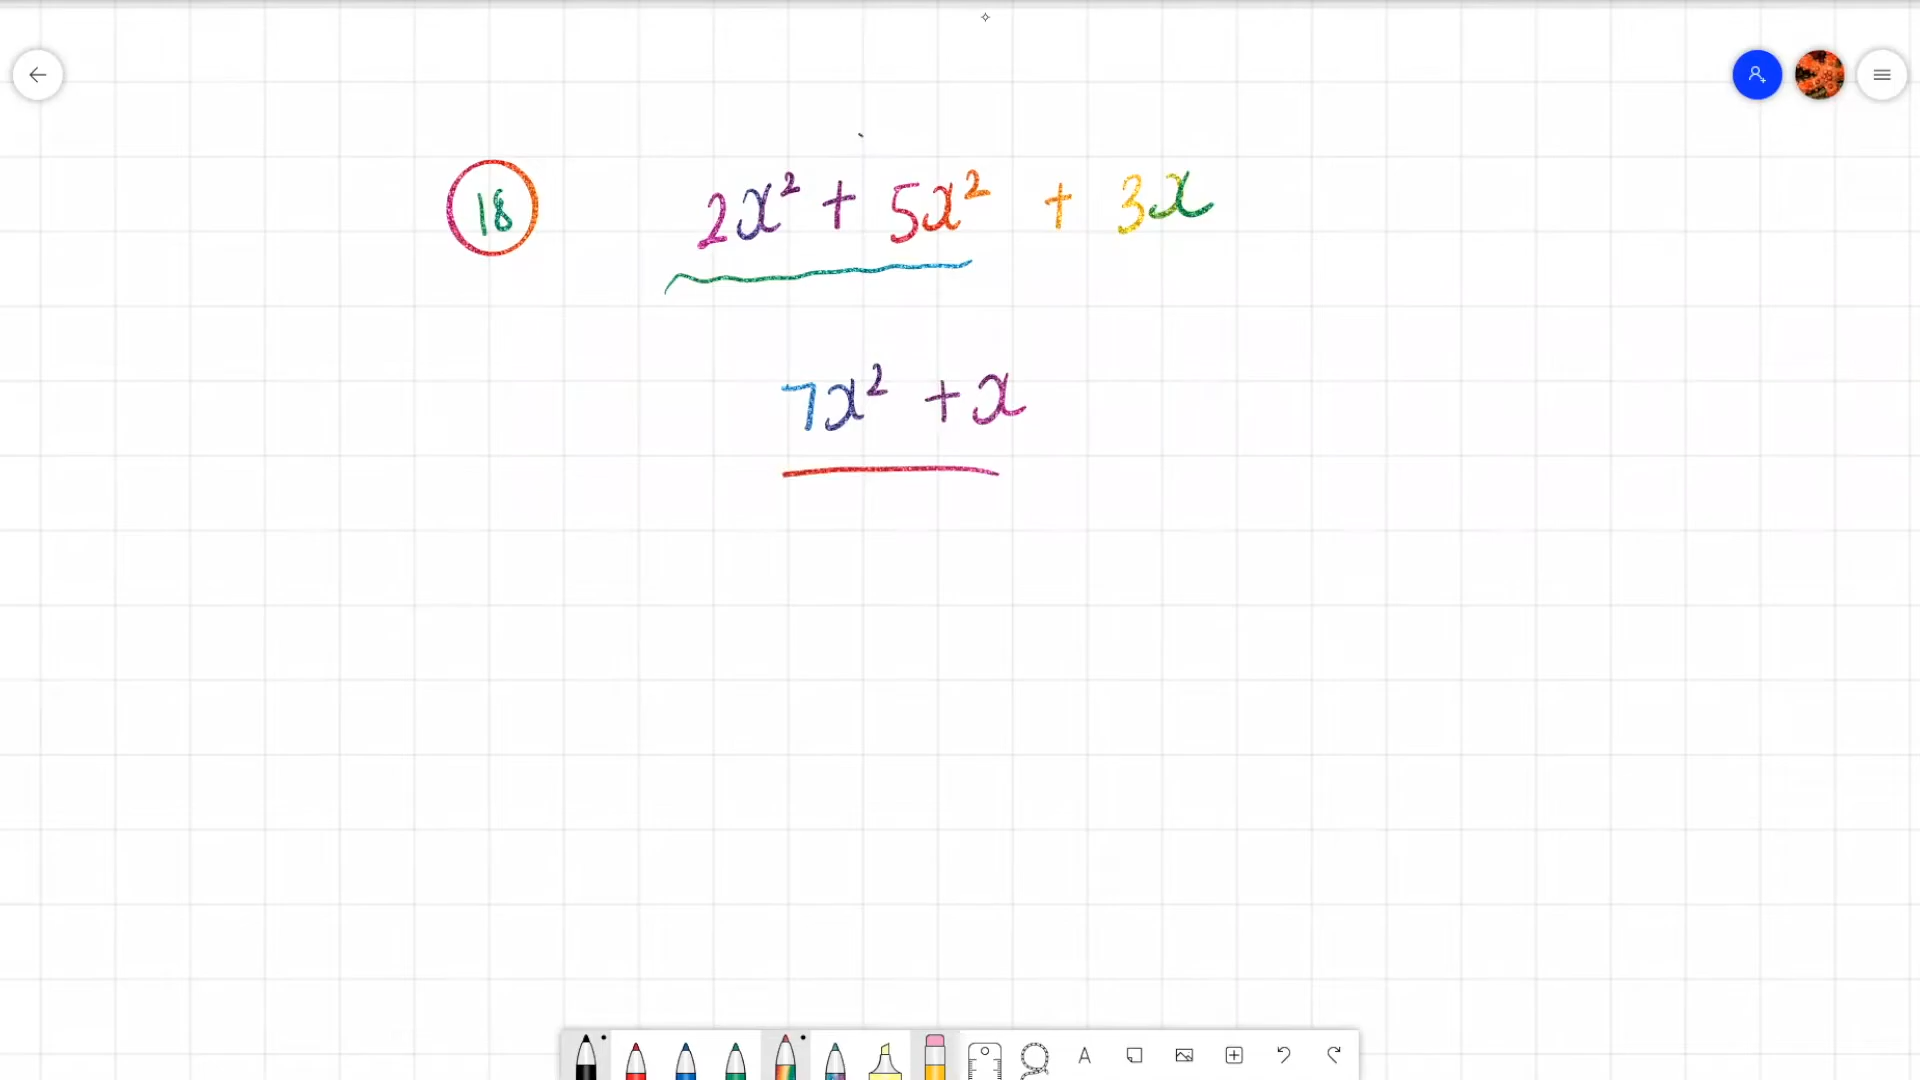 18 2x² + 5x² + 3x
7x² + x
A